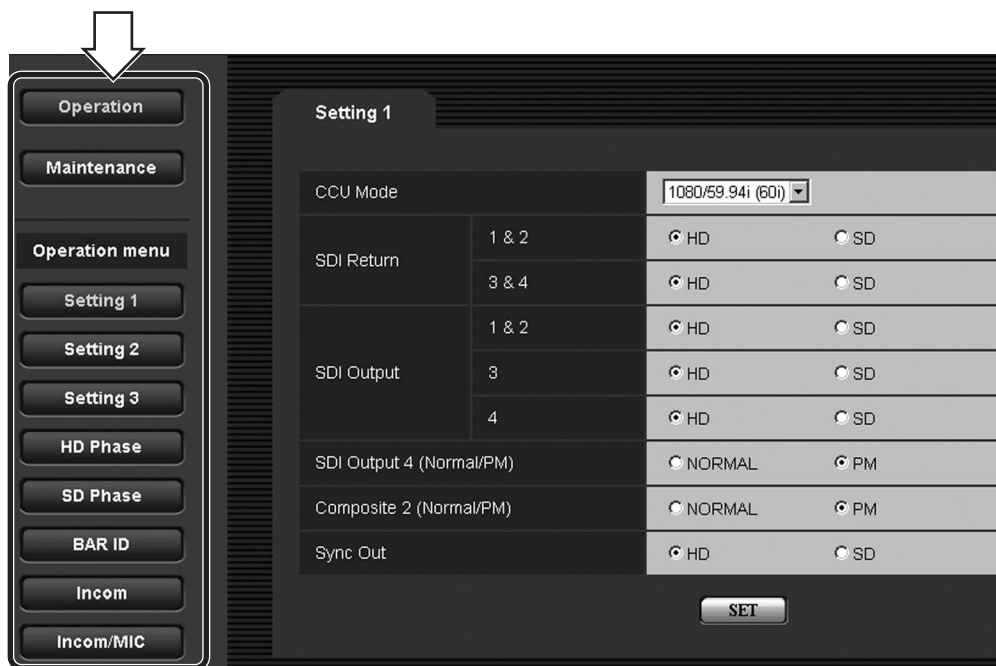 Operation
Maintenance
Operation menu
Setting 1
Setting 2
Setting 3
HD Phase
SD Phase
BAR ID
Incom
Incom/MIC
Setting 1
CCU Mode 1080/59.94i (60i)
SDI Return 1 & 2 HD SD
3 & 4 HD SD
SDI Output 1 & 2 HD SD
3 HD SD
4 HD SD
SDI Output 4 (Normal/PM) NORMAL PM
Composite 2 (Normal/PM) NORMAL PM
Sync Out HD SD
SET